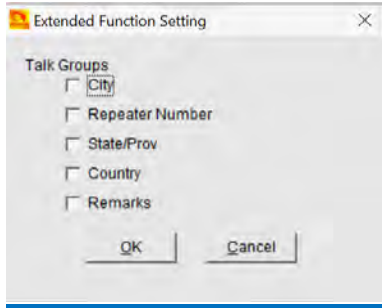 Extended Function Setting
Talk Groups
City
Repeater Number
State/Prov
Country
Remarks
OK Cancel